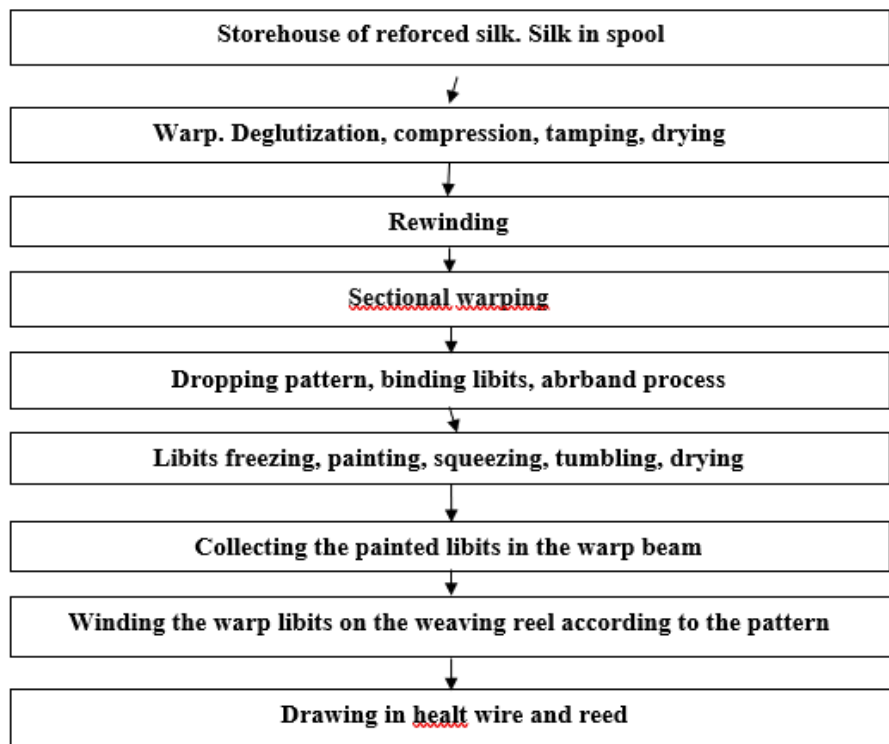 Storehouse of reforced silk. Silk in spool
Warp. Deglutization, compression, tamping, drying
Rewinding
Sectional warping
Dropping pattern, binding libits, abrband process
Libits freezing, painting, squeezing, tumbling, drying
Collecting the painted libits in the warp beam
Winding the warp libits on the weaving reel according to the pattern
Drawing in healt wire and reed